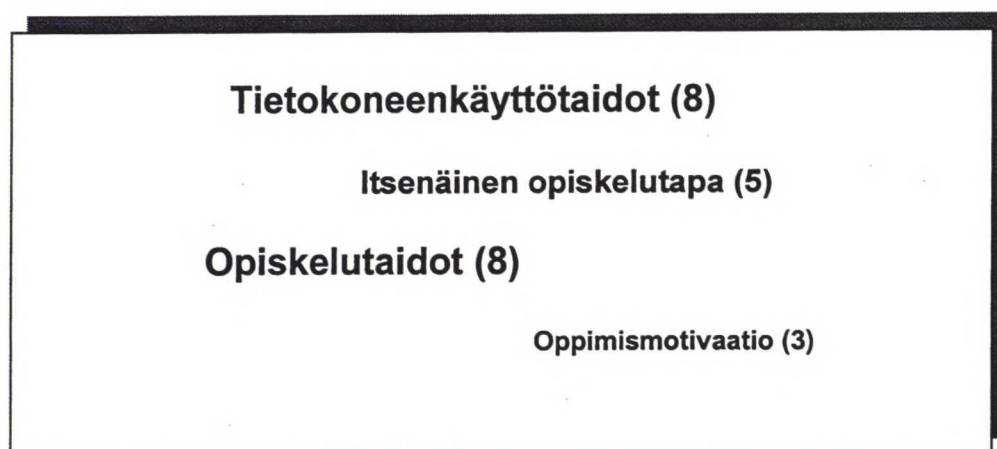 Tietokoneenkäyttötaidot (8)
Itsenäinen opiskelutapa (5)
Opiskelutaidot (8)
Oppimismotivaatio (3)